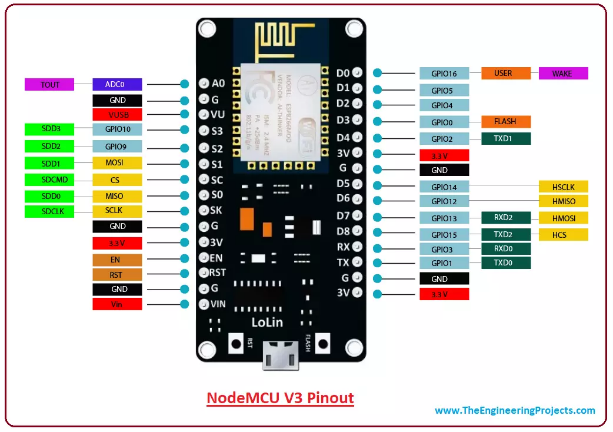 TOUT ADC0 A0
GND G
VUSB VU
SDD3 GPIO10 S3
SDD2 GPIO9 S2
SDD1 MOSI S1
SDCMD CS SC
SDD0 MISO S0
SDCLK SCLK SK
GND G
3.3 V 3V
EN EN
RST RST
GND G
Vin VIN
D0 GPIO16 USER WAKE
D1 GPIO5
D2 GPIO4
D3 GPIO0 FLASH
D4 GPIO2 TXD1
3V 3.3 V
G GND
D5 GPIO14 HSCLK
D6 GPIO12 HMISO
D7 GPIO13 RXD2 HMOSI
D8 GPIO15 TXD2 HCS
RX GPIO3 RXD0
TX GPIO1 TXD0
G GND
3V 3.3 V
WiFi
LoLin
RST
FLASH
NodeMCU V3 Pinout
www.TheEngineeringProjects.com